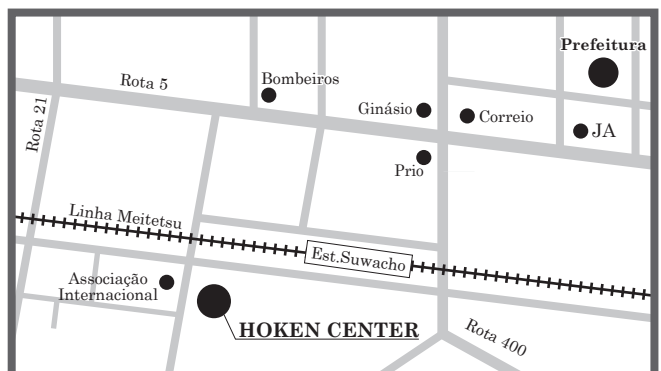 Prefeitura
Rota 5
Bombeiros
Rota 21
Ginásio
Correio
JA
Prio
Linha Meitetsu
Est.Suwacho
Associação
Internacional
HOKEN CENTER
Rota 400